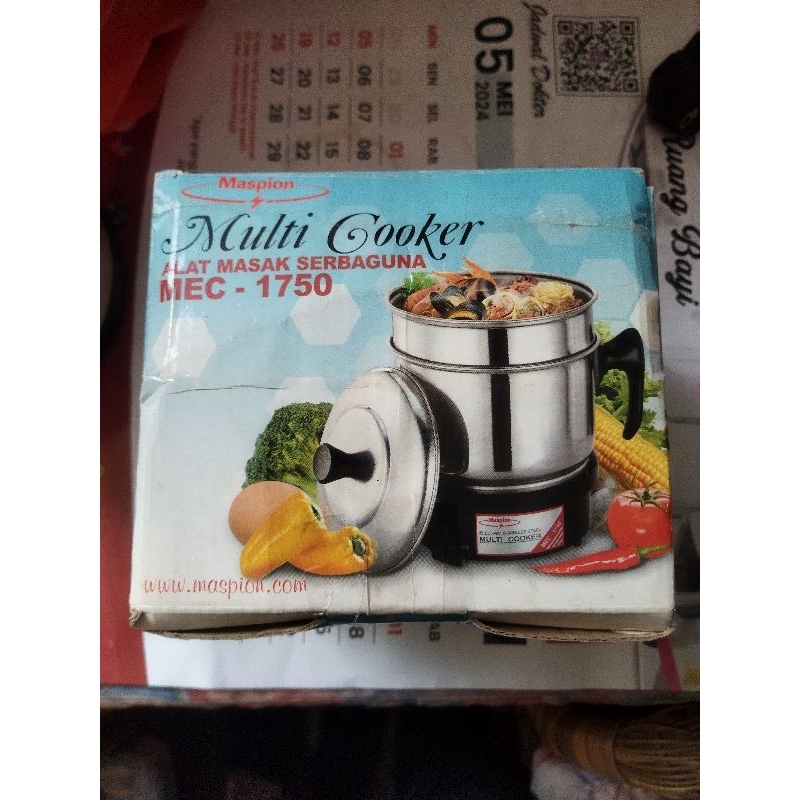 Maspion
Multi Cooker
ALAT MASAK SERBAGUNA
MEC - 1750
www.maspion.com
Maspion
MULTI COOKER
05 MEI
2024
Jadwal Dokter
Ruang Bayi
MIN SEN SEL RAB
05 06 07 08
12 13 14 15
19 20 21 22
26 27 28 29
01